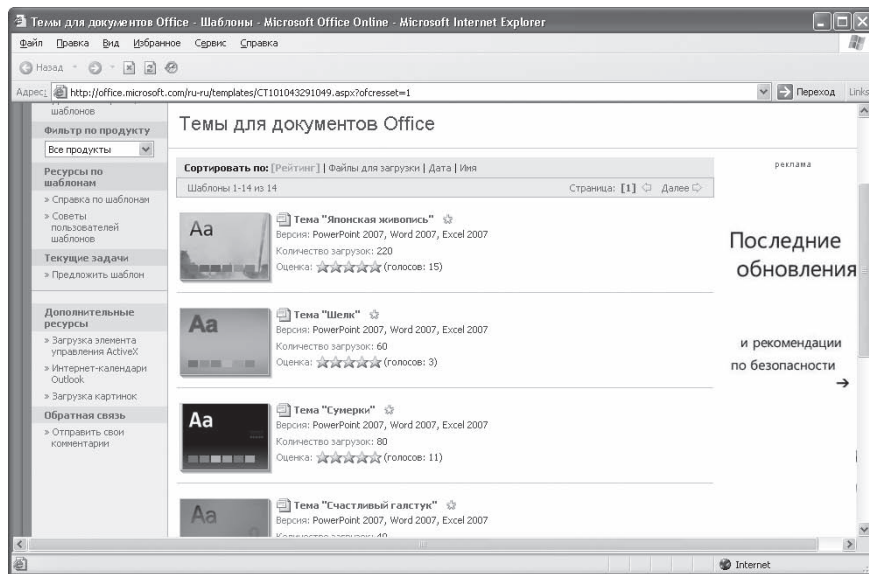 Темы для документов Office - Шаблоны - Microsoft Office Online - Microsoft Internet Explorer
Файл Правка Вид Избранное Сервис Справка
Назад
Адрес: http://office.microsoft.com/ru-ru/templates/CT101043291049.aspx?ofcresset=1 Переход Links
шаблонов
Фильтр по продукту
Все продукты
Ресурсы по
шаблонам
» Справка по шаблонам
» Советы
пользователей
шаблонов
Текущие задачи
» Предложить шаблон
Дополнительные
ресурсы
» Загрузка элемента
управления ActiveX
» Интернет-календари
Outlook
» Загрузка картинок
Обратная связь
» Отправить свои
комментарии
Темы для документов Office
Сортировать по: [Рейтинг] | Файлы для загрузки | Дата | Имя
Шаблоны 1-14 из 14 Страница: [1] Далее
Aa
Тема "Японская живопись"
Версия: PowerPoint 2007, Word 2007, Excel 2007
Количество загрузок: 220
Оценка: (голосов: 15)
Aa
Тема "Шелк"
Версия: PowerPoint 2007, Word 2007, Excel 2007
Количество загрузок: 60
Оценка: (голосов: 3)
Aa
Тема "Сумерки"
Версия: PowerPoint 2007, Word 2007, Excel 2007
Количество загрузок: 80
Оценка: (голосов: 11)
Aa
Тема "Счастливый галстук"
Версия: PowerPoint 2007, Word 2007, Excel 2007
Количество загрузок: 40
реклама
Последние
обновления
и рекомендации
по безопасности
Internet